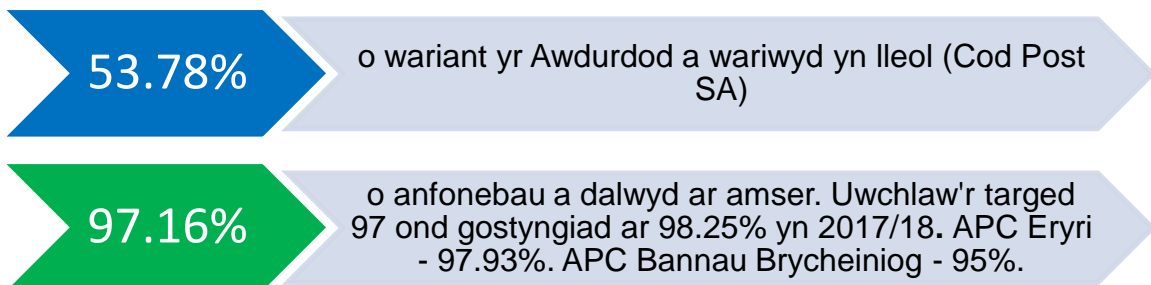 53.78%
o wariant yr Awdurdod a wariwyd yn lleol (Cod Post
SA)
97.16%
o anfonebau a dalwyd ar amser. Uwchlaw'r targed
97 ond gostyngiad ar 98.25% yn 2017/18. APC Eryri
- 97.93%. APC Bannau Brycheiniog - 95%.